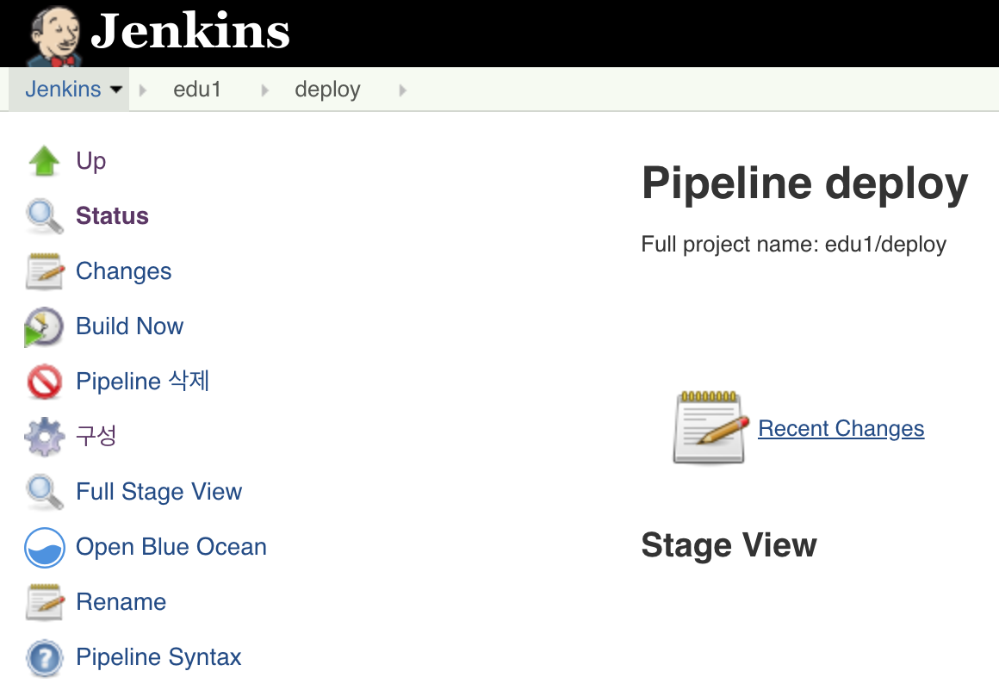 Jenkins
Jenkins edu1 deploy
Up
Status
Changes
Build Now
Pipeline 삭제
구성
Full Stage View
Open Blue Ocean
Rename
Pipeline Syntax
Pipeline deploy
Full project name: edu1/deploy
Recent Changes
Stage View